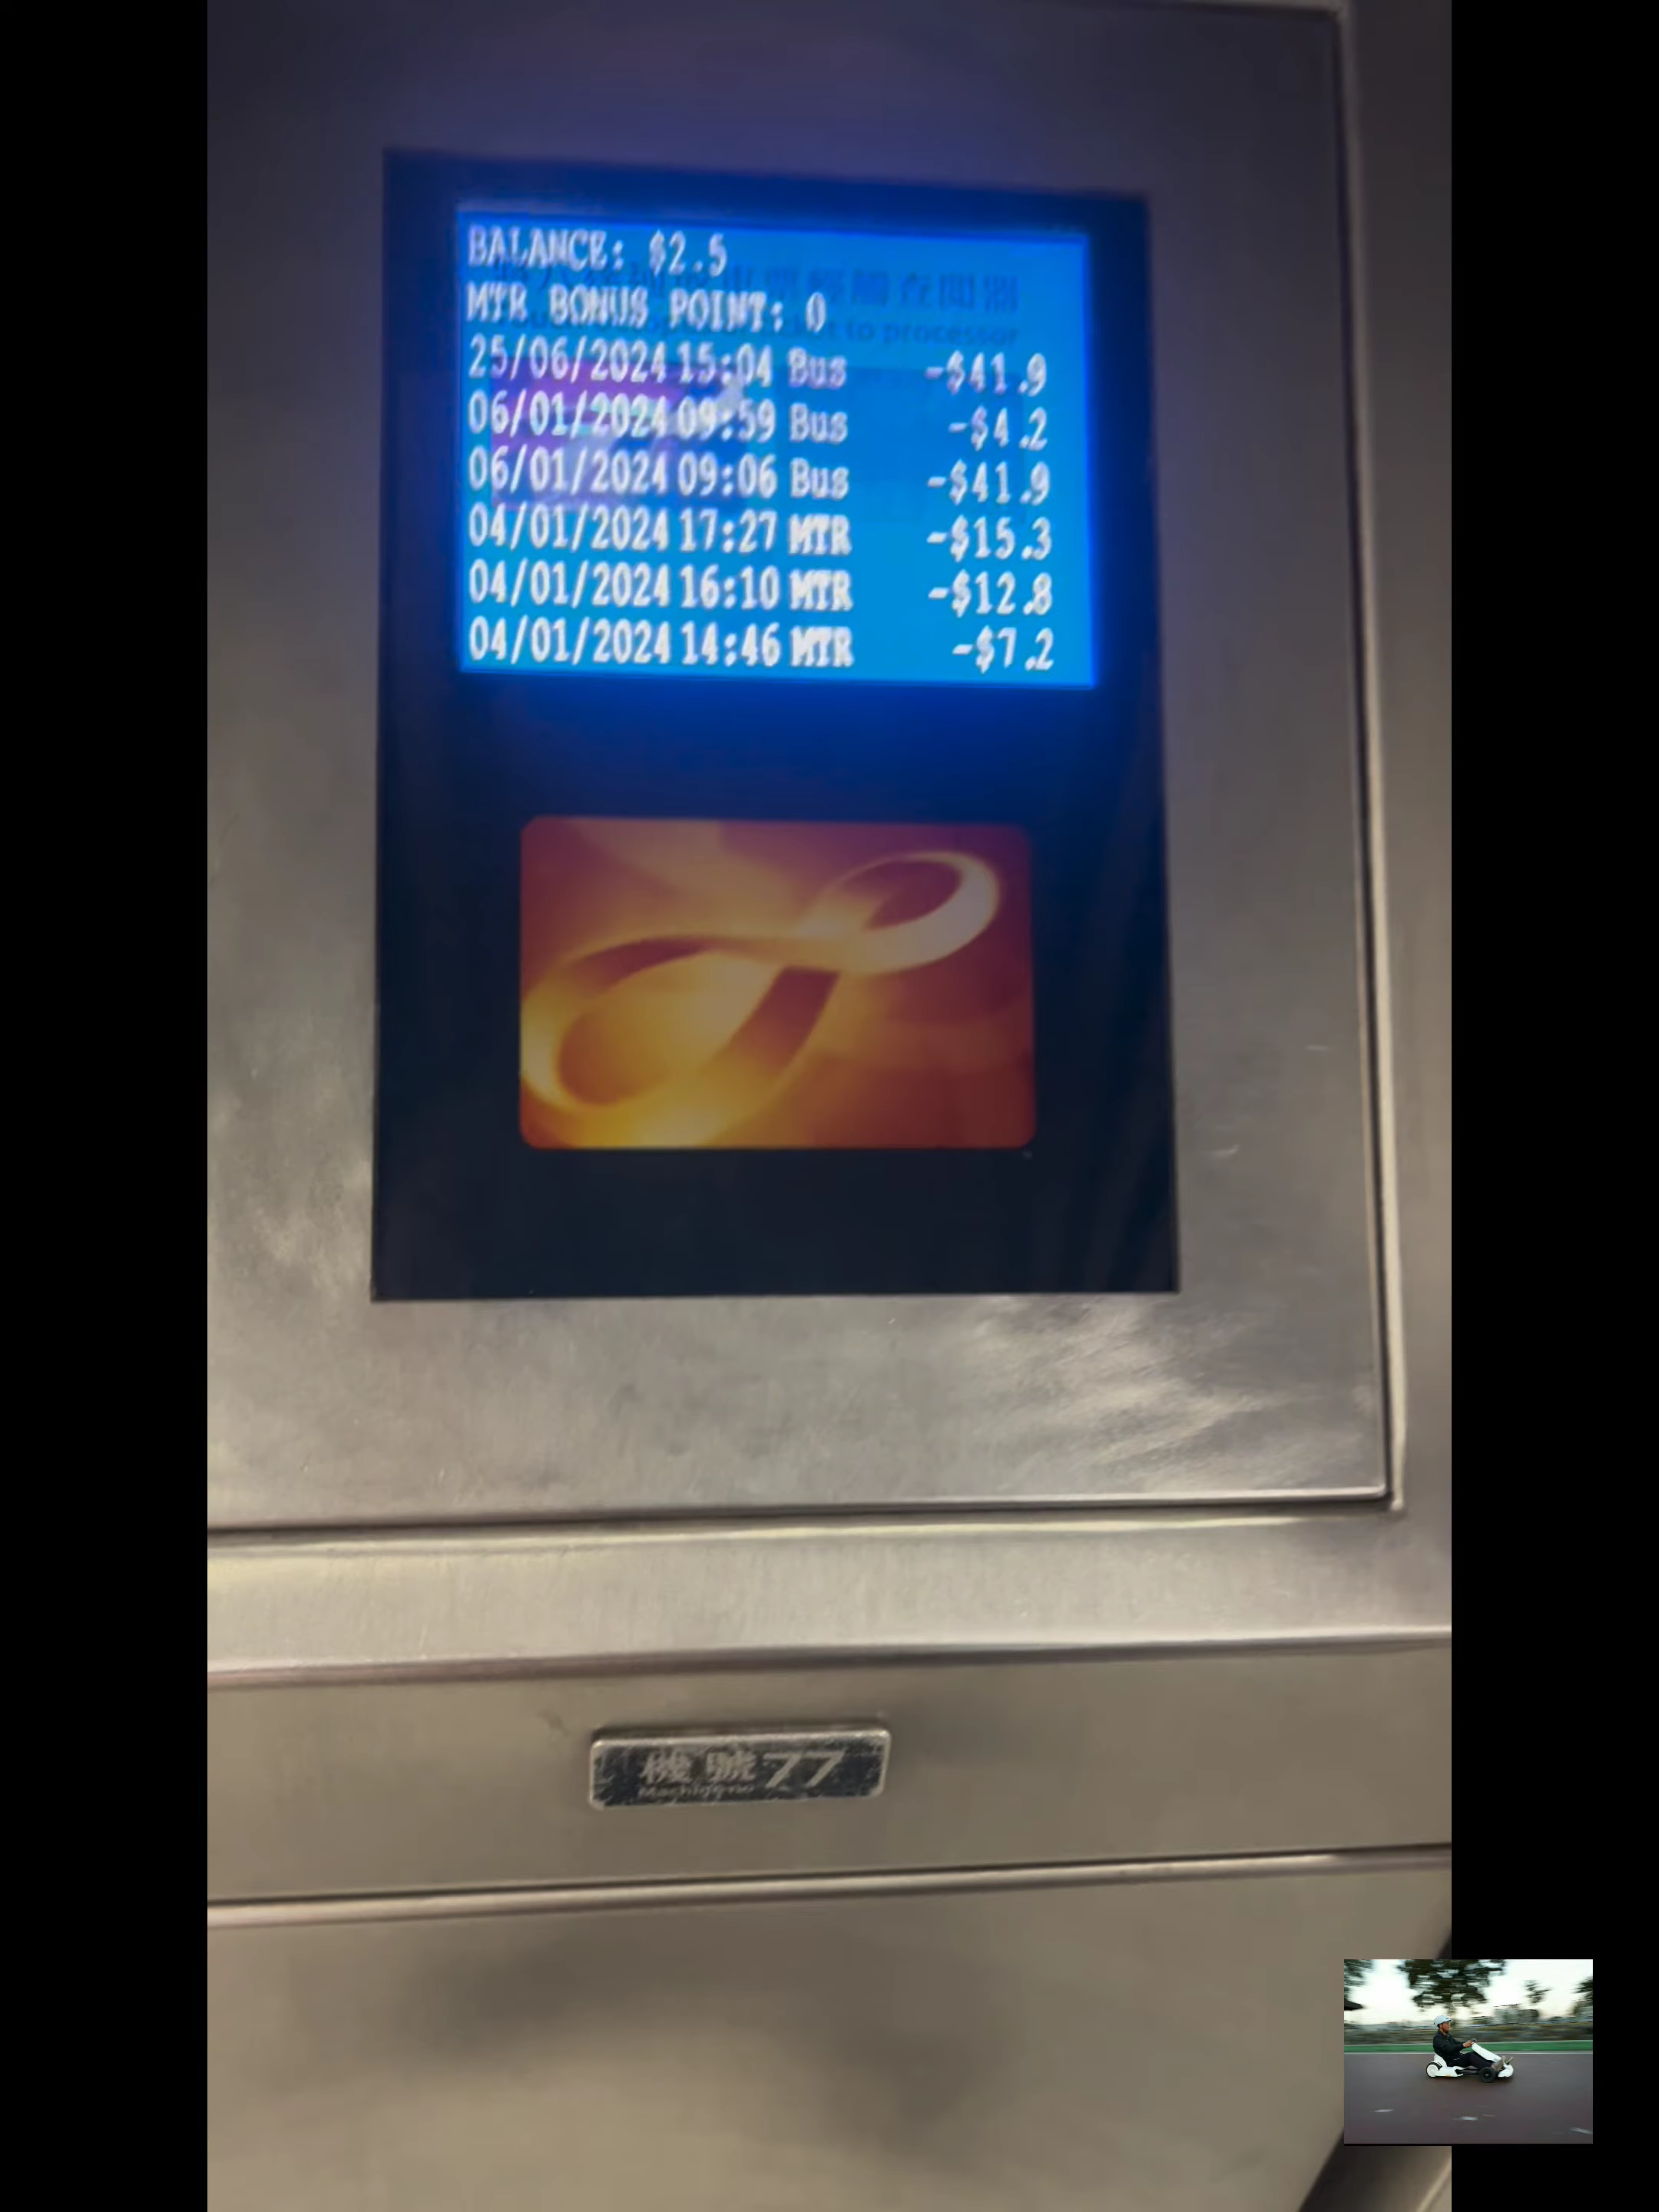 BALANCE: $2.5
MTR BONUS POINT: 0
25/06/2024 15:04 Bus -$41.9
06/01/2024 09:59 Bus -$4.2
06/01/2024 09:06 Bus -$41.9
04/01/2024 17:27 MTR -$15.3
04/01/2024 16:10 MTR -$12.8
04/01/2024 14:46 MTR -$7.2
機號77
Machine no